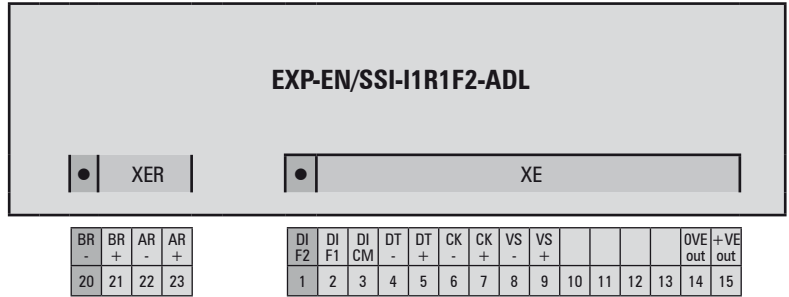 EXP-EN/SSI-I1R1F2-ADL
XER XE
BR BR AR AR DI DI DI DT DT CK CK VS VS 0VE +VE
- + - + F2 F1 CM - + - + - + out out
20 21 22 23 1 2 3 4 5 6 7 8 9 10 11 12 13 14 15